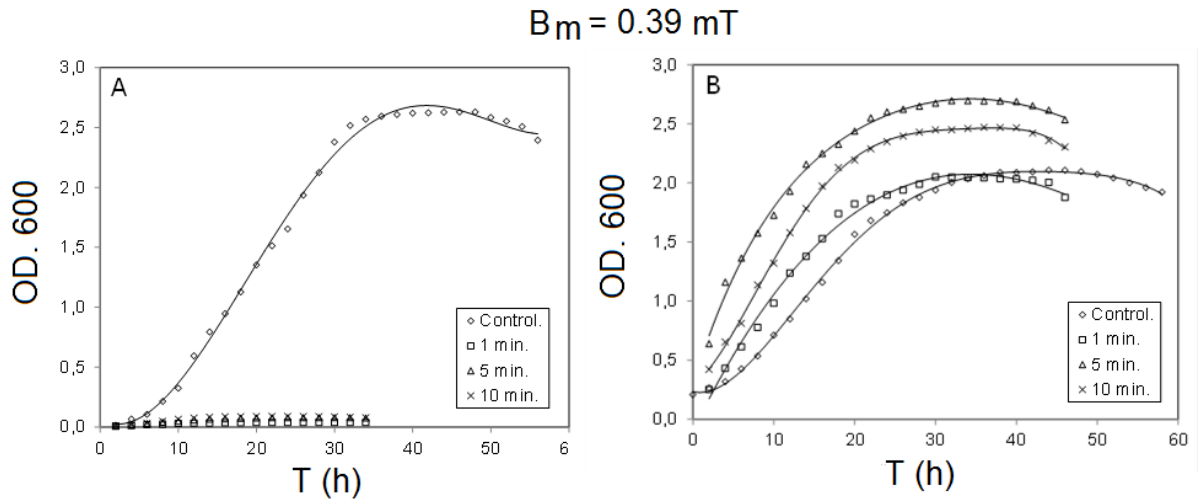 Bm = 0.39 mT
A
OD. 600
3,0
2,5
2,0
1,5
1,0
0,5
0,0
0 10 20 30 40 50 6
T (h)
Control.
1 min.
5 min.
10 min.
B
OD. 600
3,0
2,5
2,0
1,5
1,0
0,5
0,0
0 10 20 30 40 50 60
T (h)
Control.
1 min.
5 min.
10 min.